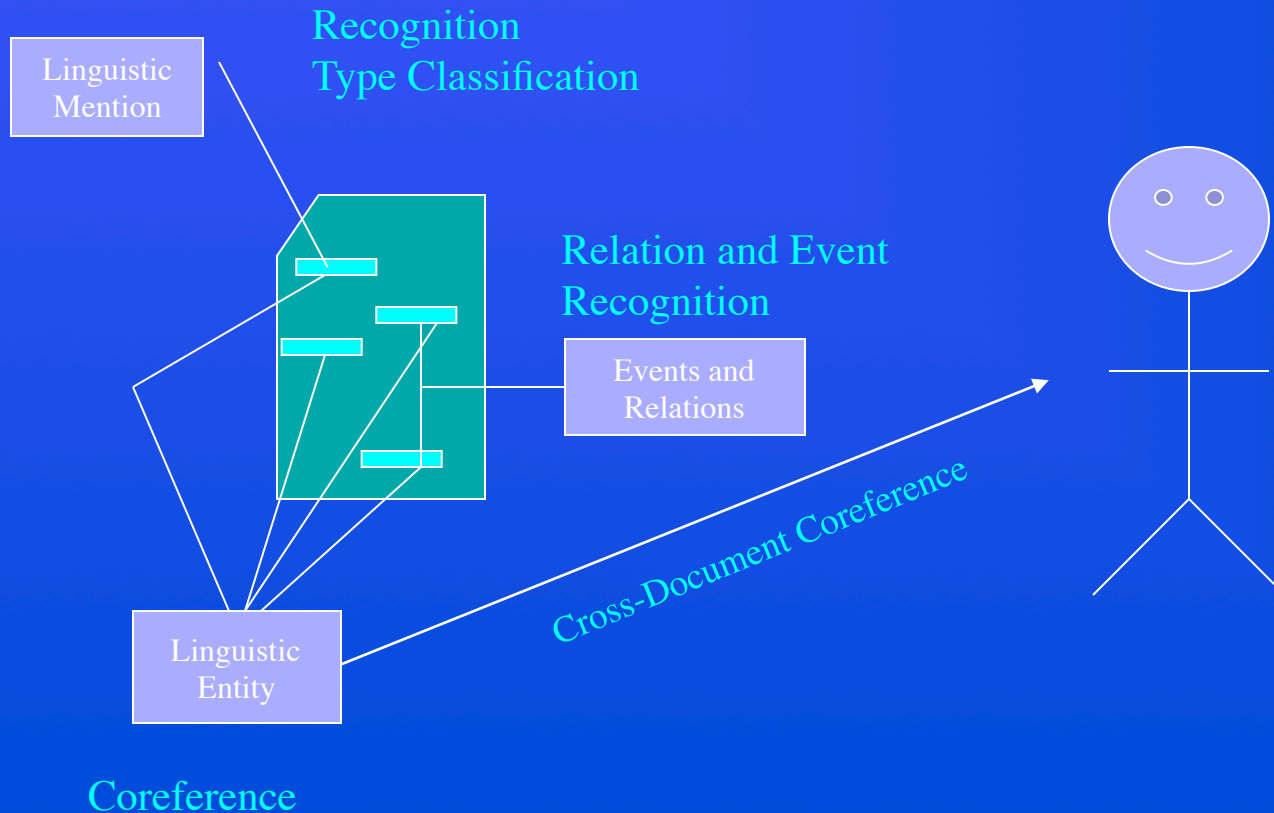 Recognition
Type Classification
Linguistic
Mention
Relation and Event
Recognition
Events and
Relations
Cross-Document Coreference
Linguistic
Entity
Coreference